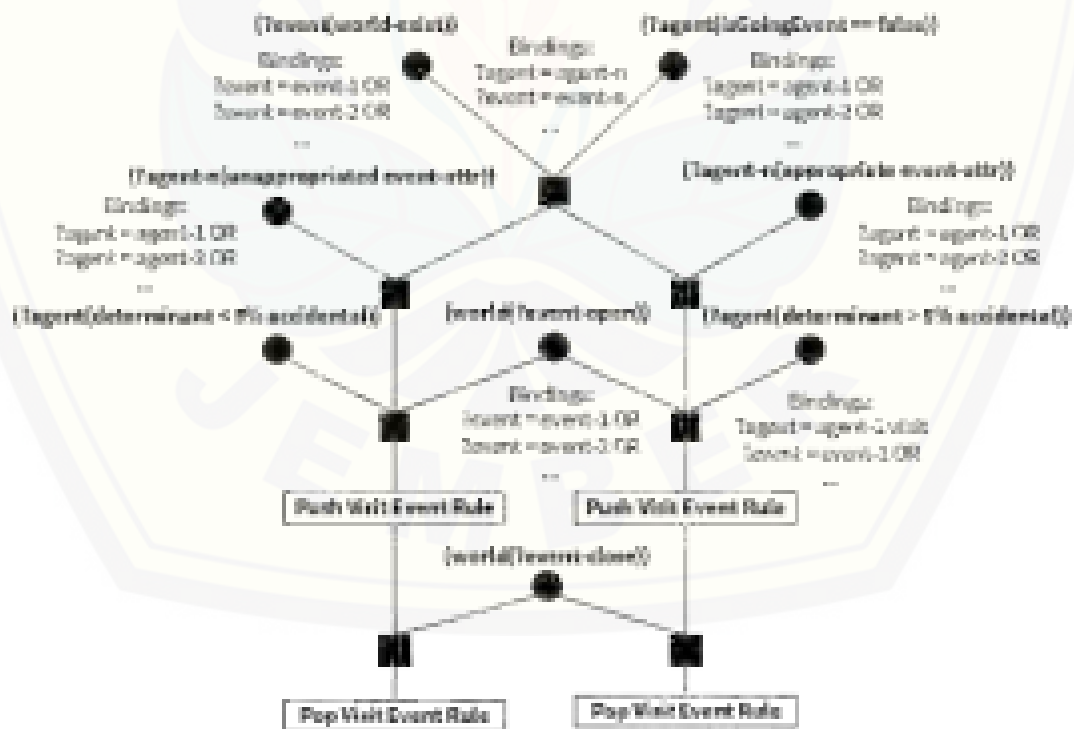 (?event(world-exists) (?agent(isGoingEvent == false))
Bindings: Bindings: Bindings:
?event = event-1 OR ?agent = agent-n ?agent = agent-1 OR
?event = event-2 OR ?event = event-n ?agent = agent-2 OR
... ... ...
(?agent-n(unappropriated event-attr)) (?agent-n(appropriate event-attr))
Bindings: Bindings:
?agent = agent-1 OR ?agent = agent-1 OR
?agent = agent-2 OR ?agent = agent-2 OR
... ...
(?agent(determinant < t% accidental)) (world(?event-open)) (?agent(determinant > t% accidental))
Bindings: Bindings:
?event = event-1 OR ?agent = agent-1
?event = event-2 OR ?event = event-1 OR
... ...
JEMBER
Push Visit Event Rule Push Visit Event Rule
(world(?event-close))
Pop Visit Event Rule Pop Visit Event Rule